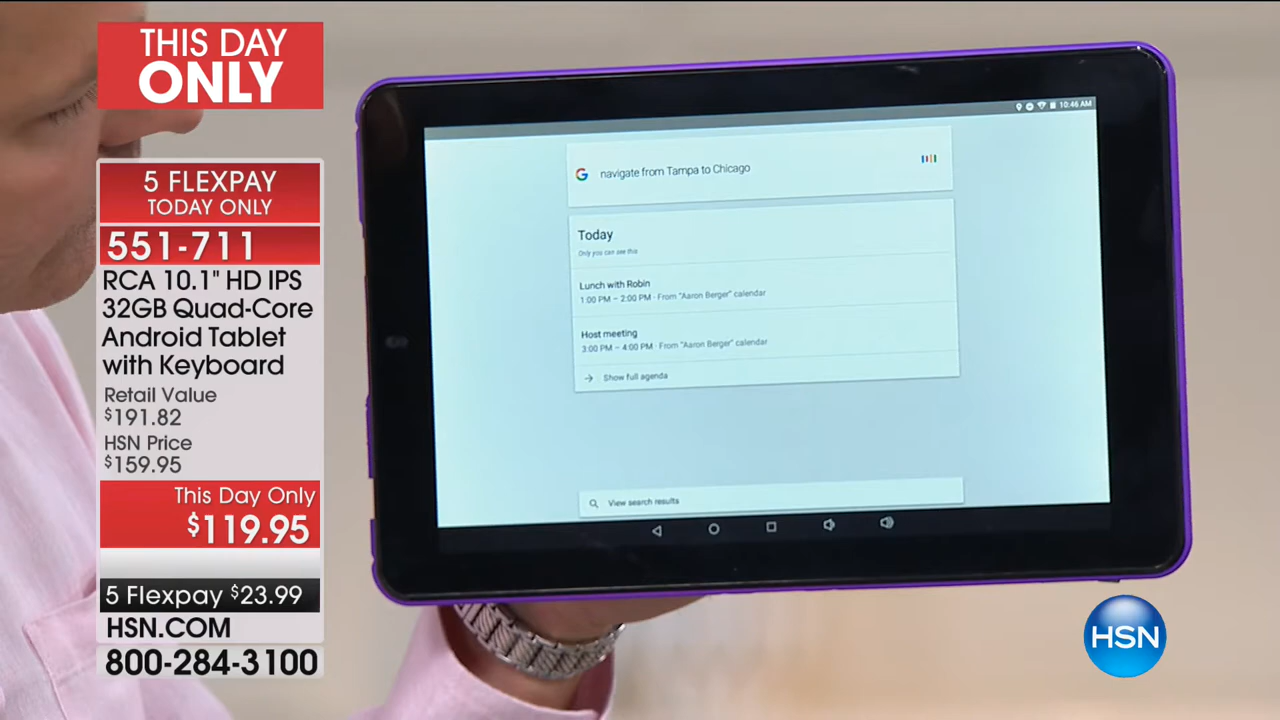 THIS DAY
ONLY
5 FLEXPAY
TODAY ONLY
551-711
RCA 10.1" HD IPS
32GB Quad-Core
Android Tablet
with Keyboard
Retail Value
$191.82
HSN Price
$159.95
This Day Only
$119.95
5 Flexpay $23.99
HSN.COM
800-284-3100
10:46 AM
navigate from Tampa to Chicago
Today
Only you can see this
Lunch with Robin
1:00 PM – 2:00 PM · From "Aaron Berger" calendar
Host meeting
3:00 PM – 4:00 PM · From "Aaron Berger" calendar
Show full agenda
View search results
HSN